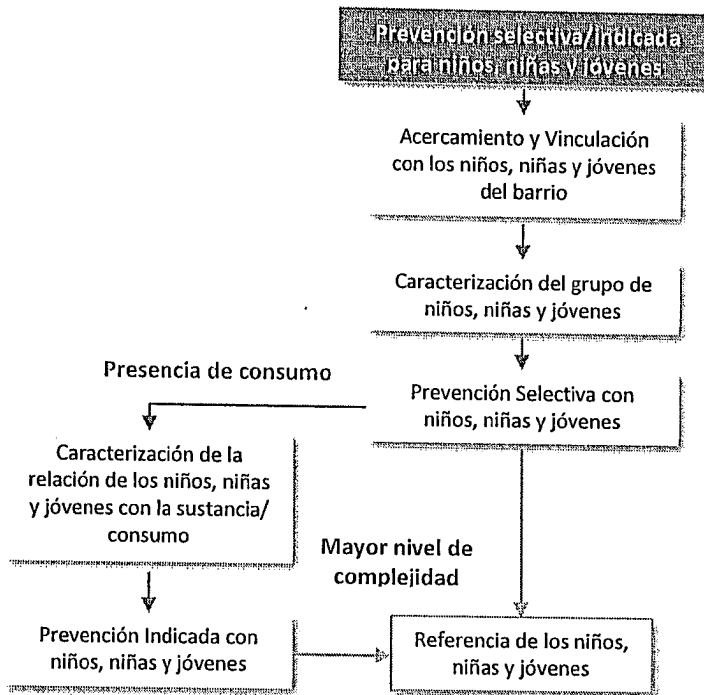 Prevención selectiva/indicada
para niños, niñas y jóvenes
Acercamiento y Vinculación
con los niños, niñas y jóvenes
del barrio
Caracterización del grupo de
niños, niñas y jóvenes
Presencia de consumo
Prevención Selectiva con
niños, niñas y jóvenes
Caracterización de la
relación de los niños, niñas
y jóvenes con la sustancia/
consumo
Mayor nivel de
complejidad
Prevención Indicada con
niños, niñas y jóvenes
Referencia de los niños,
niñas y jóvenes